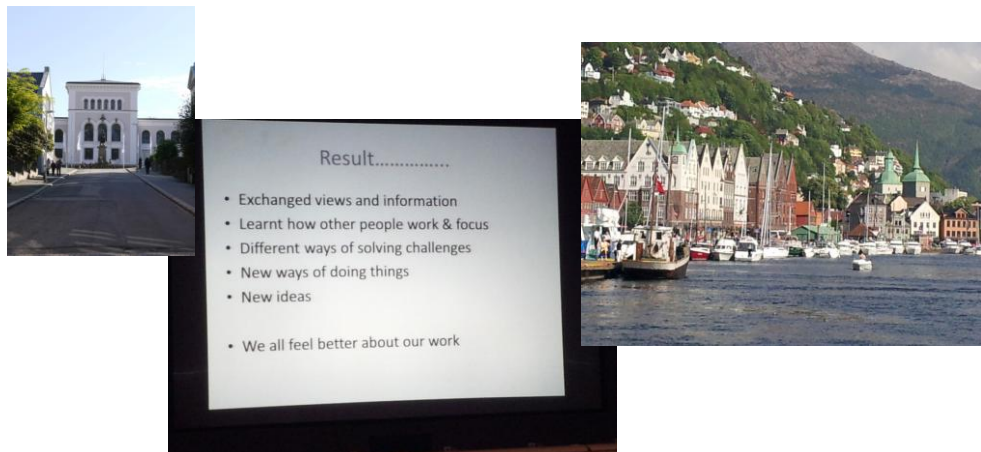 Result……………
• Exchanged views and information
• Learnt how other people work & focus
• Different ways of solving challenges
• New ways of doing things
• New ideas
• We all feel better about our work